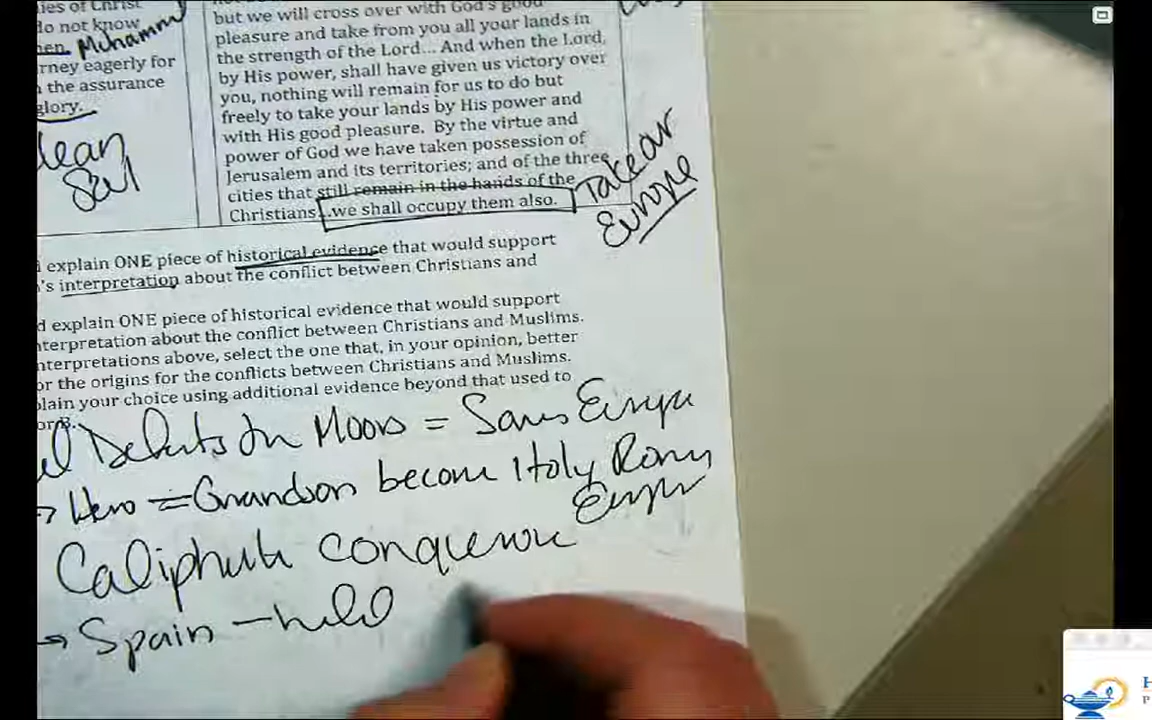 ies of Christ
do not know
hen Muhamm
rney eagerly for
the assurance
glory.
lean
but we will cross over with God's good
pleasure and take from you all your lands in
the strength of the Lord... And when the Lord,
by His power, shall have given us victory over
you, nothing will remain for us to do but
freely to take your lands by His power and
with His good pleasure. By the virtue and
power of God we have taken possession of
Jerusalem and its territories; and of the three
cities that still remain in the hands of the
Christians...we shall occupy them also.
Take over
Europe
explain ONE piece of historical evidence that would support
's interpretation about the conflict between Christians and
d explain ONE piece of historical evidence that would support
terpretation about the conflict between Christians and Muslims.
nterpretations above, select the one that, in your opinion, better
or the origins for the conflicts between Christians and Muslims.
plain your choice using additional evidence beyond that used to
or B.
Moors = Saves Europe
→ Hero = Grandson become Holy Roman
Caliphate conquer
→ Spain - held
H
P